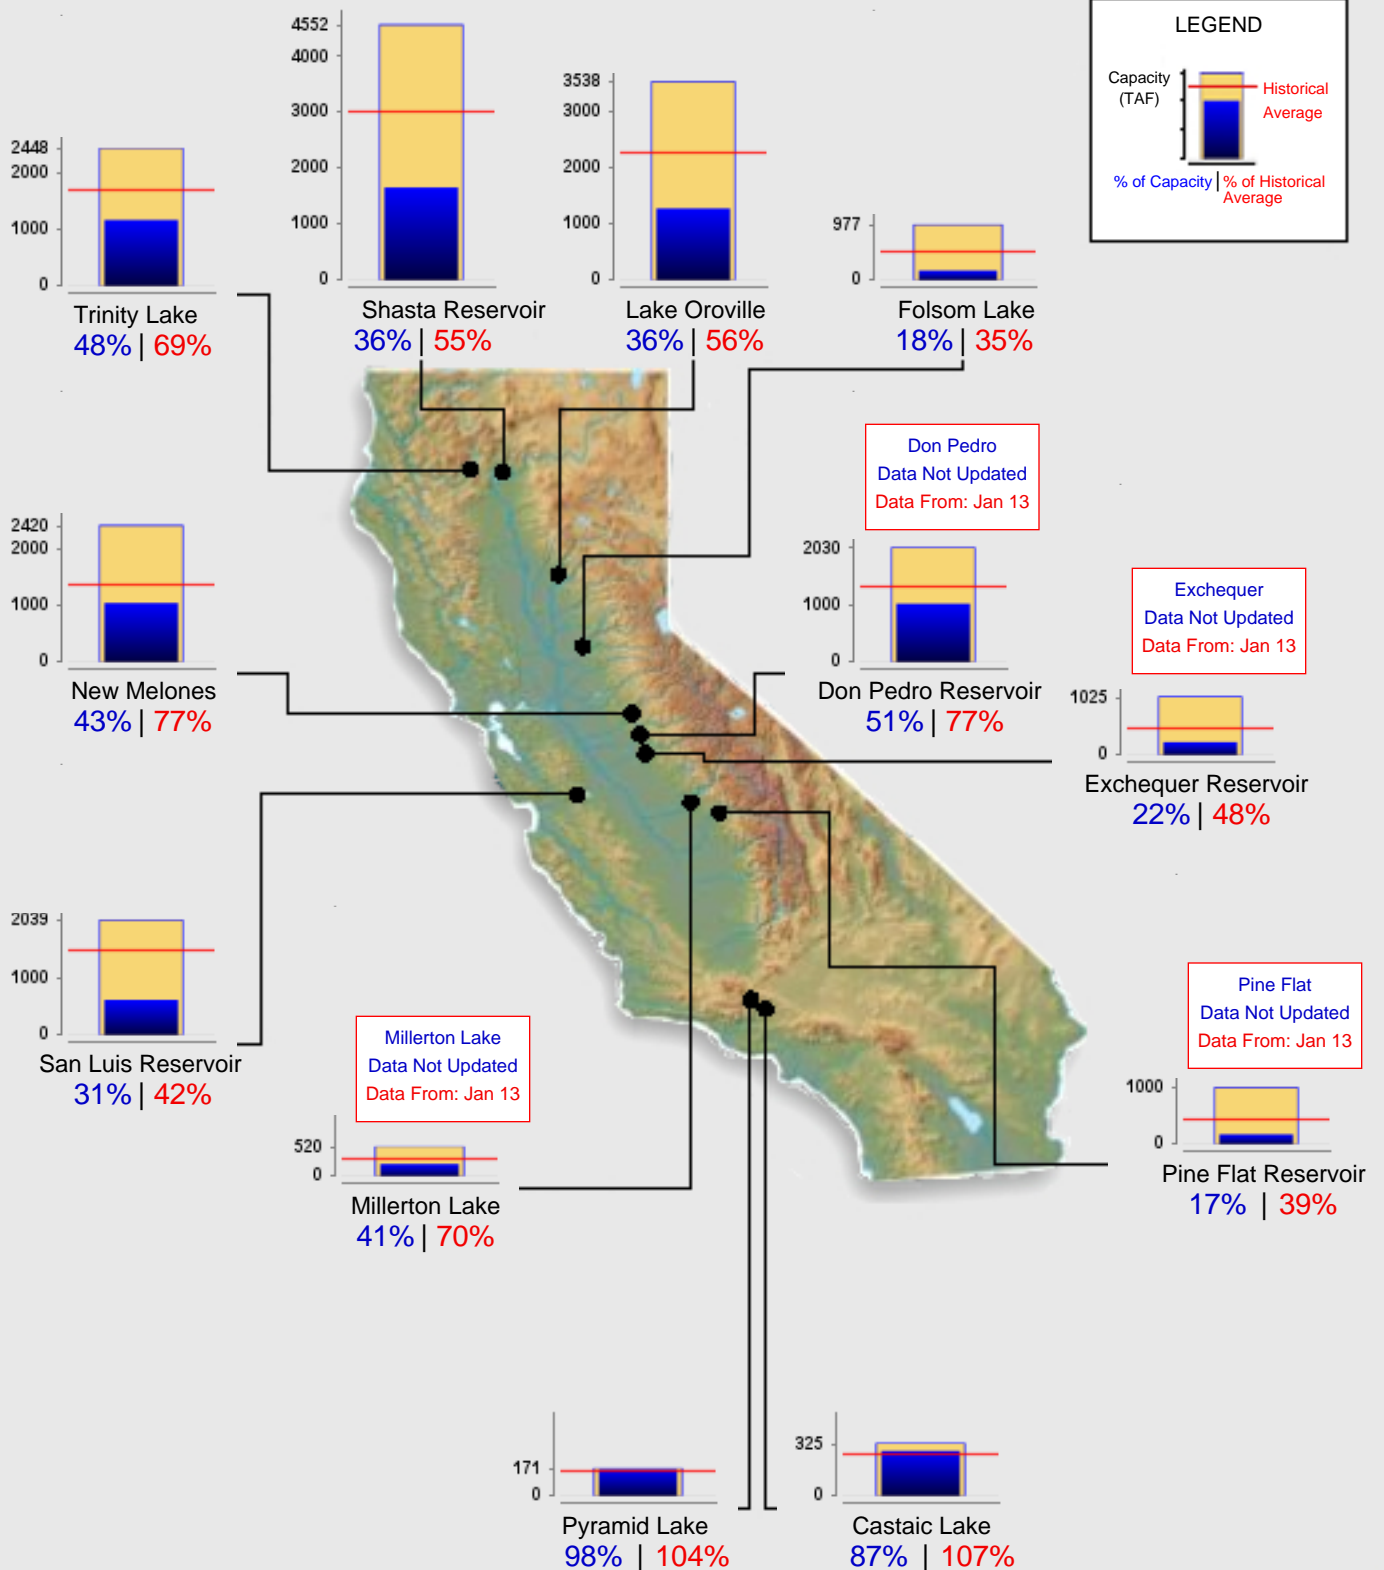 4552
4000
3000
2000
1000
0
Shasta Reservoir
36% | 55%
3538
3000
2000
1000
0
Lake Oroville
36% | 56%
LEGEND
Capacity
(TAF)
Historical
Average
% of Capacity | % of Historical
Average
2448
2000
1000
0
Trinity Lake
48% | 69%
977
0
Folsom Lake
18% | 35%
Don Pedro
Data Not Updated
Data From: Jan 13
2030
1000
0
Don Pedro Reservoir
51% | 77%
2420
2000
1000
0
New Melones
43% | 77%
Exchequer
Data Not Updated
Data From: Jan 13
1025
0
Exchequer Reservoir
22% | 48%
2039
1000
0
San Luis Reservoir
31% | 42%
Millerton Lake
Data Not Updated
Data From: Jan 13
520
0
Millerton Lake
41% | 70%
Pine Flat
Data Not Updated
Data From: Jan 13
1000
0
Pine Flat Reservoir
17% | 39%
171
0
Pyramid Lake
98% | 104%
325
0
Castaic Lake
87% | 107%